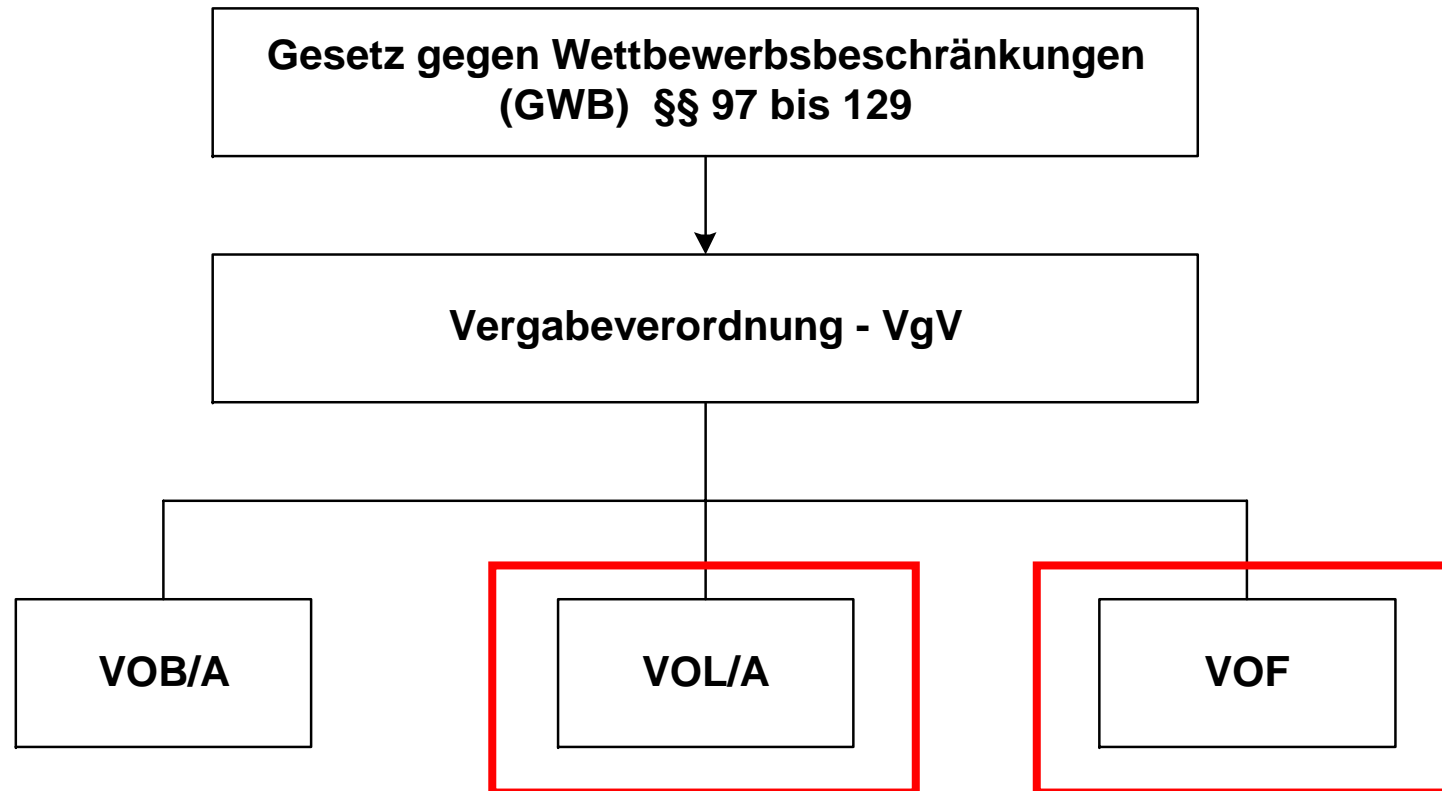 Gesetz gegen Wettbewerbsbeschränkungen
(GWB) §§ 97 bis 129
Vergabeverordnung - VgV
VOB/A
VOL/A
VOF